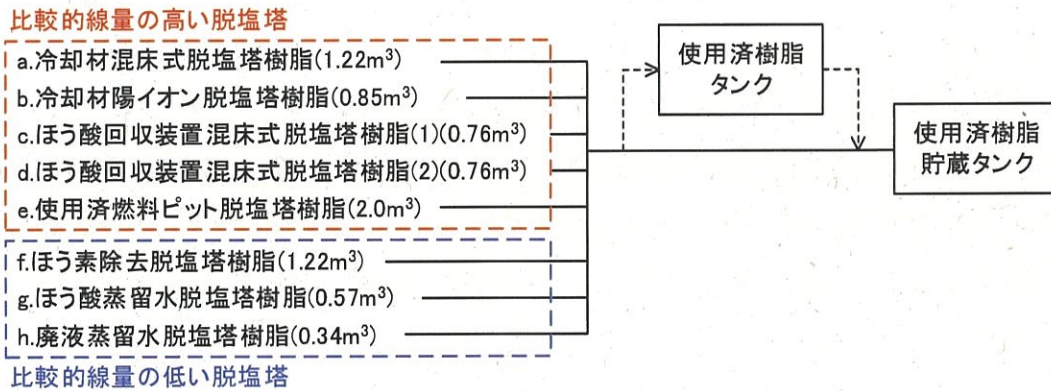 比較的線量の高い脱塩塔
a.冷却材混床式脱塩塔樹脂(1.22m³)
b.冷却材陽イオン脱塩塔樹脂(0.85m³)
c.ほう酸回収装置混床式脱塩塔樹脂(1)(0.76m³)
d.ほう酸回収装置混床式脱塩塔樹脂(2)(0.76m³)
e.使用済燃料ピット脱塩塔樹脂(2.0m³)
f.ほう素除去脱塩塔樹脂(1.22m³)
g.ほう酸蒸留水脱塩塔樹脂(0.57m³)
h.廃液蒸留水脱塩塔樹脂(0.34m³)
比較的線量の低い脱塩塔
使用済樹脂
タンク
使用済樹脂
貯蔵タンク